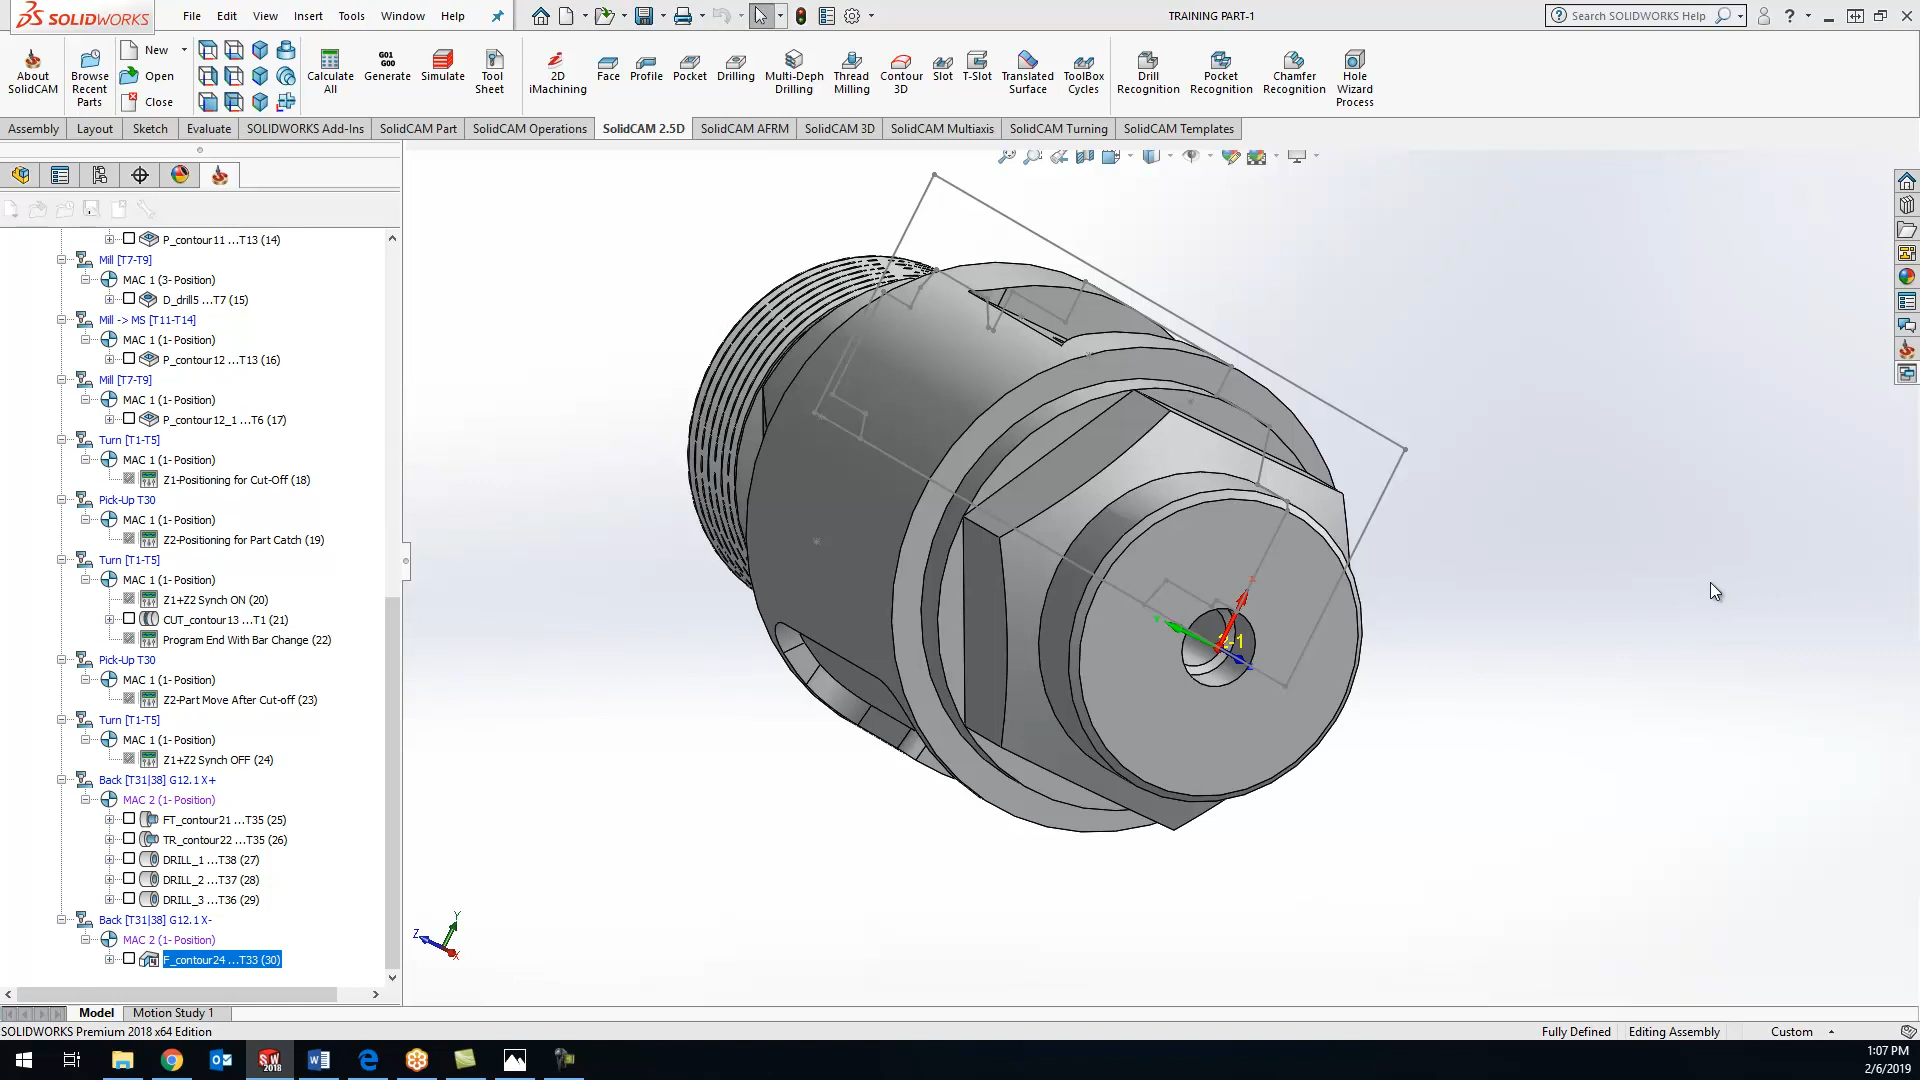 SOLIDWORKS
File Edit View Insert Tools Window Help
TRAINING PART-1
Search SOLIDWORKS Help
About SolidCAM
Browse Recent Parts
New
Open
Close
Calculate All
G01 G00
Generate
Simulate
Tool Sheet
2D iMachining
Face
Profile
Pocket
Drilling
Multi-Deph Drilling
Thread Milling
Contour 3D
Slot
T-Slot
Translated Surface
ToolBox Cycles
Drill Recognition
Pocket Recognition
Chamfer Recognition
Hole Wizard Process
Assembly Layout Sketch Evaluate SOLIDWORKS Add-Ins SolidCAM Part SolidCAM Operations SolidCAM 2.5D SolidCAM AFRM SolidCAM 3D SolidCAM Multiaxis SolidCAM Turning SolidCAM Templates
P_contour11 ...T13 (14)
Mill [T7-T9]
MAC 1 (3- Position)
D_drill5 ...T7 (15)
Mill -> MS [T11-T14]
MAC 1 (1- Position)
P_contour12 ...T13 (16)
Mill [T7-T9]
MAC 1 (1- Position)
P_contour12_1 ...T6 (17)
Turn [T1-T5]
MAC 1 (1- Position)
Z1-Positioning for Cut-Off (18)
Pick-Up T30
MAC 1 (1- Position)
Z2-Positioning for Part Catch (19)
Turn [T1-T5]
MAC 1 (1- Position)
Z1+Z2 Synch ON (20)
CUT_contour13 ...T1 (21)
Program End With Bar Change (22)
Pick-Up T30
MAC 1 (1- Position)
Z2-Part Move After Cut-off (23)
Turn [T1-T5]
MAC 1 (1- Position)
Z1+Z2 Synch OFF (24)
Back [T31|38] G12.1 X+
MAC 2 (1- Position)
FT_contour21 ...T35 (25)
TR_contour22 ...T35 (26)
DRILL_1 ...T38 (27)
DRILL_2 ...T37 (28)
DRILL_3 ...T36 (29)
Back [T31|38] G12.1 X-
MAC 2 (1- Position)
F_contour24 ...T33 (30)
Y
Z
X
Model Motion Study 1
SOLIDWORKS Premium 2018 x64 Edition
Fully Defined Editing Assembly Custom
SW 2018
1:07 PM
2/6/2019